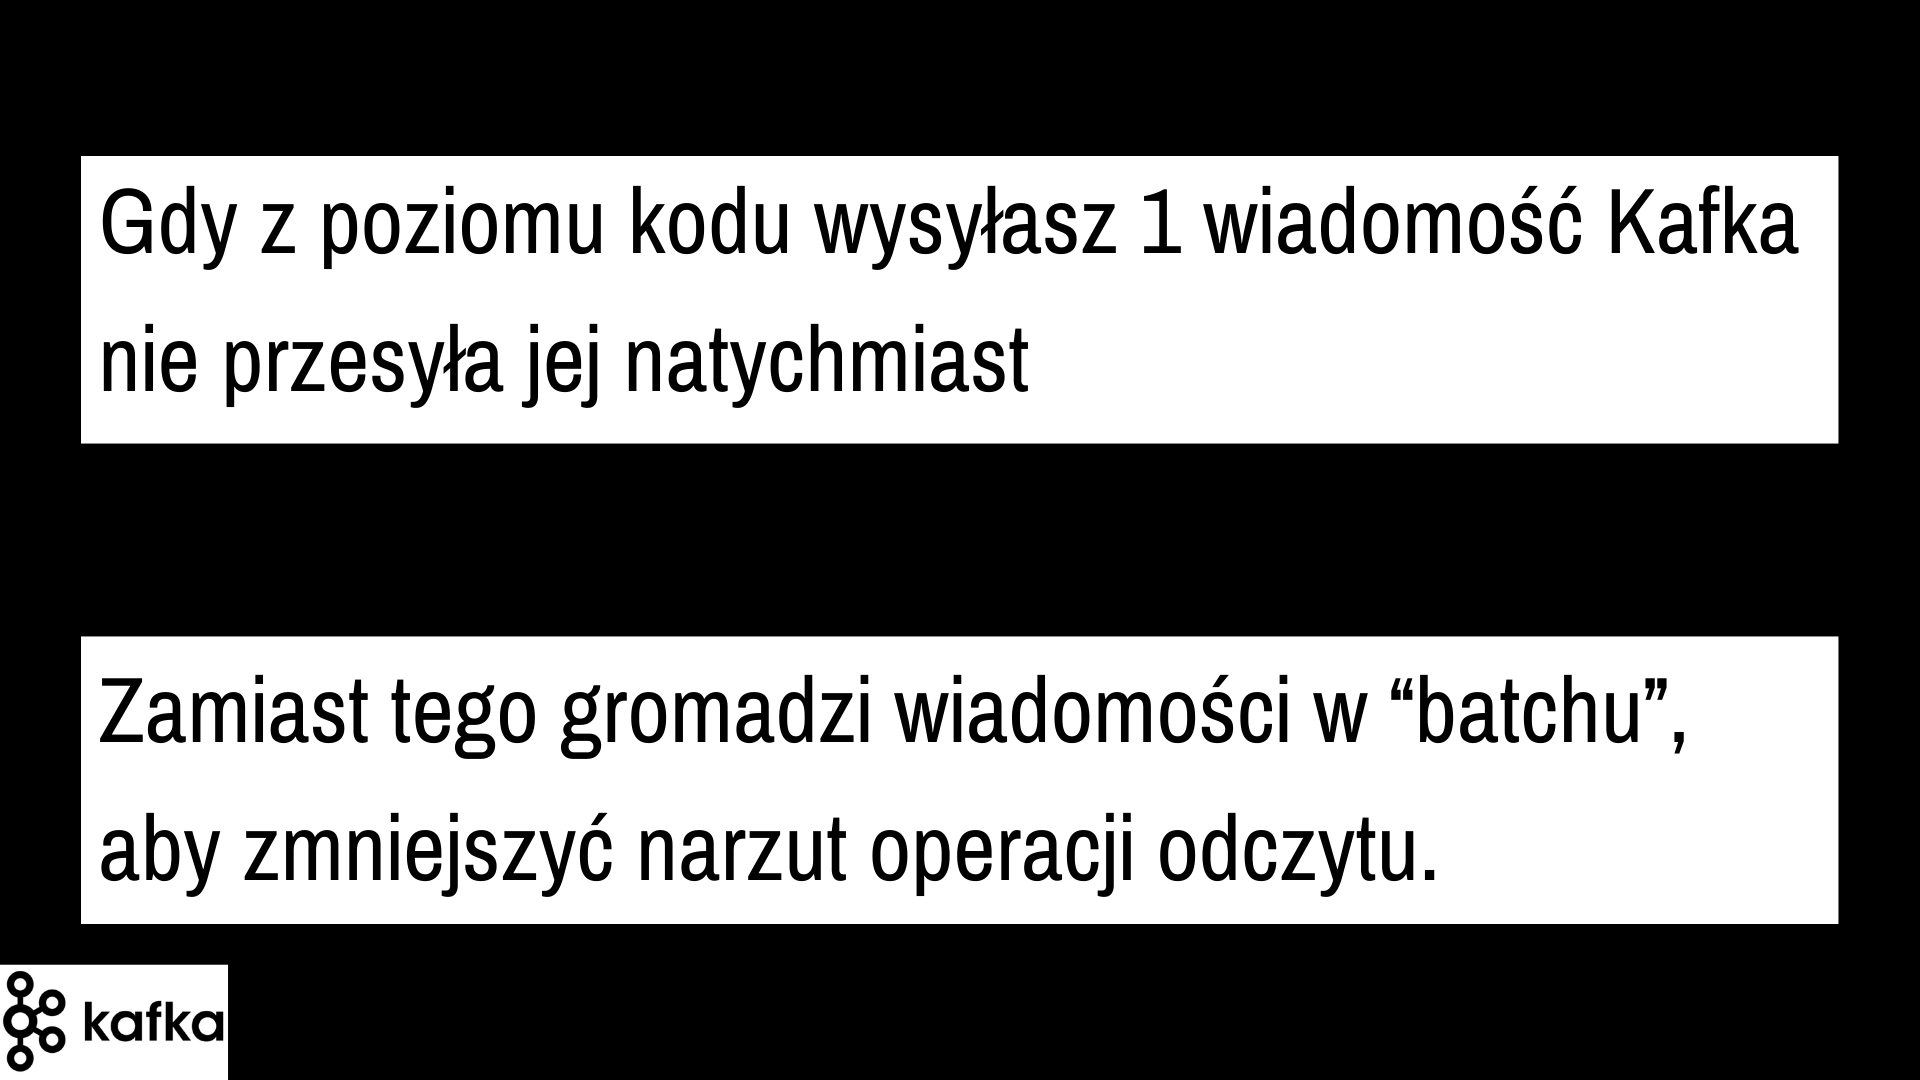 Gdy z poziomu kodu wysyłasz 1 wiadomość Kafka
nie przesyła jej natychmiast
Zamiast tego gromadzi wiadomości w “batchu”,
aby zmniejszyć narzut operacji odczytu.
kafka